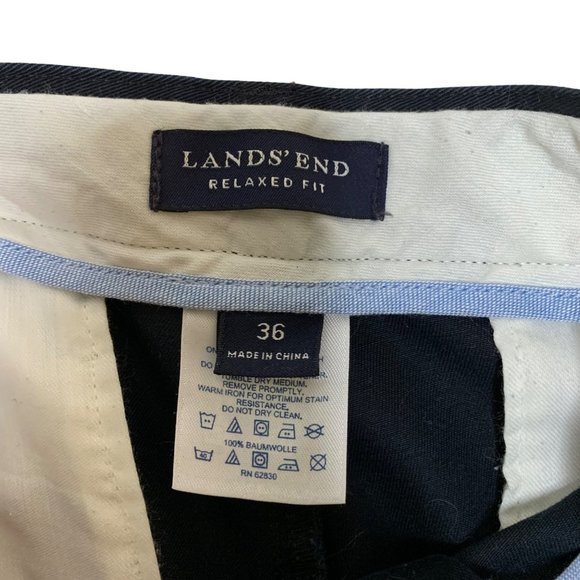 LANDS' END
RELAXED FIT
36
MADE IN CHINA
TUMBLE DRY MEDIUM.
REMOVE PROMPTLY.
WARM IRON FOR OPTIMUM STAIN
RESISTANCE.
DO NOT DRY CLEAN.
100% BAUMWOLLE
40
RN 62830